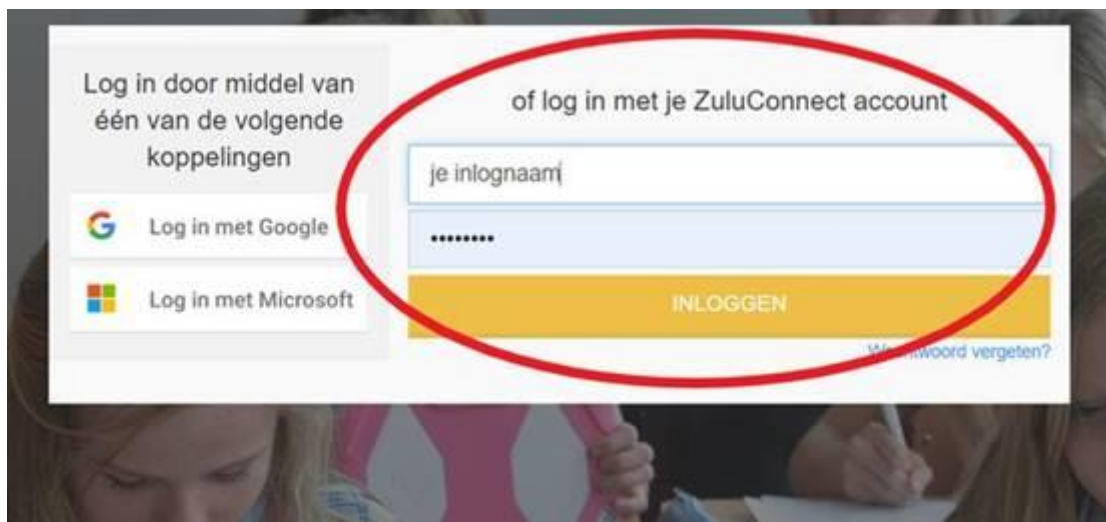 Log in door middel van
één van de volgende
koppelingen
Log in met Google
Log in met Microsoft
of log in met je ZuluConnect account
je inlognaam
INLOGGEN
Wachtwoord vergeten?